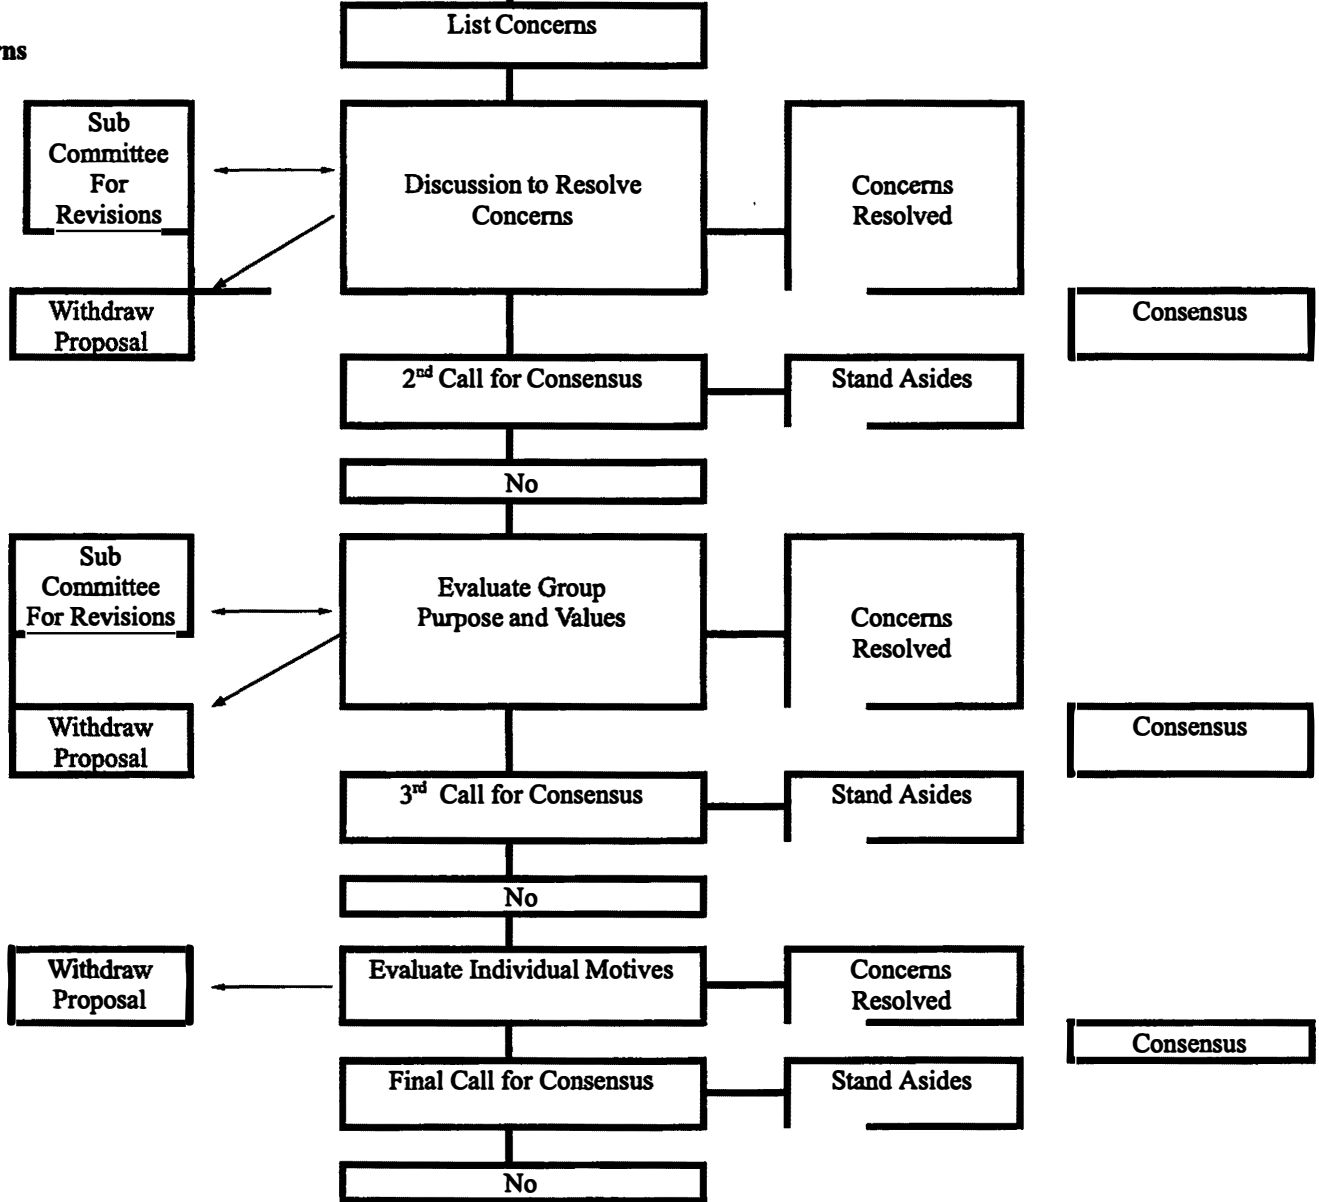 List Concerns
rns
Sub
Committee
For
Revisions
Discussion to Resolve
Concerns
Concerns
Resolved
Withdraw
Proposal
Consensus
2nd Call for Consensus
Stand Asides
No
Sub
Committee
For Revisions
Evaluate Group
Purpose and Values
Concerns
Resolved
Withdraw
Proposal
Consensus
3rd Call for Consensus
Stand Asides
No
Withdraw
Proposal
Evaluate Individual Motives
Concerns
Resolved
Consensus
Final Call for Consensus
Stand Asides
No